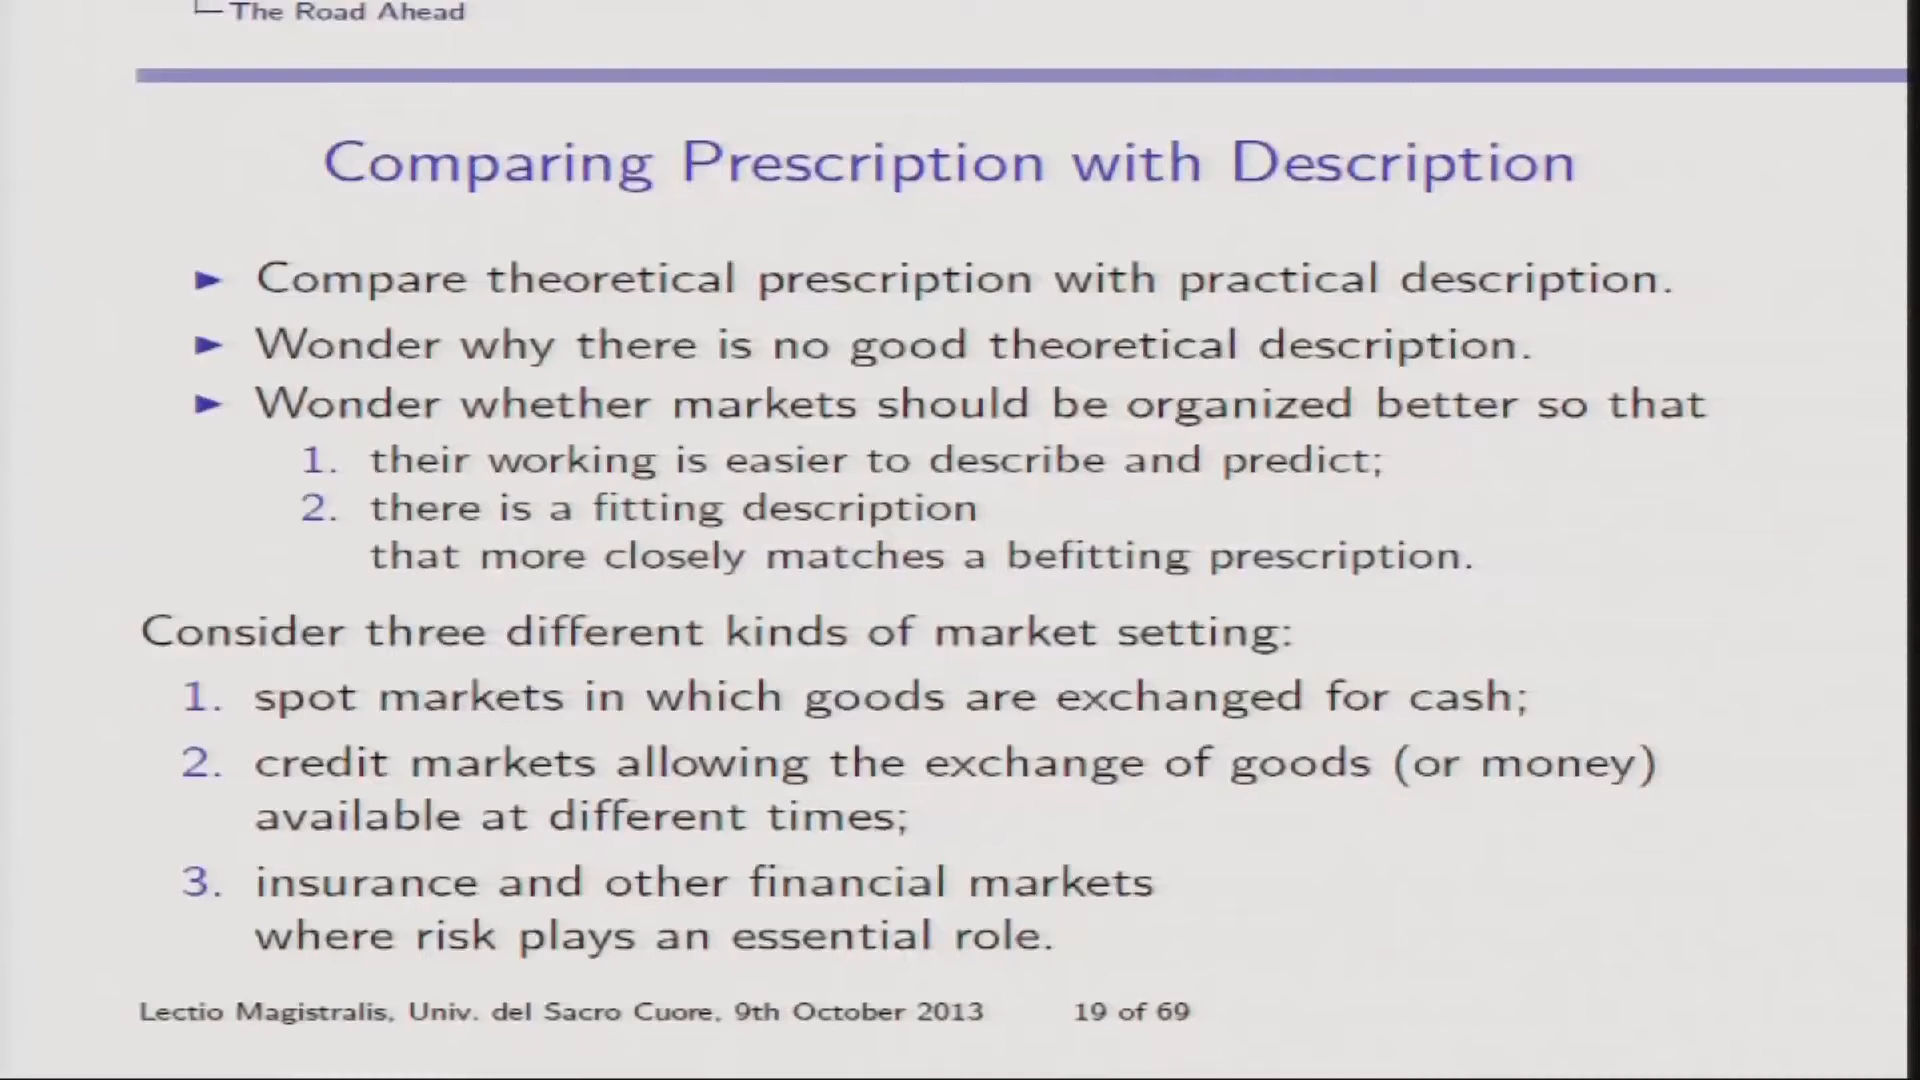 The Road Ahead
Comparing Prescription with Description
► Compare theoretical prescription with practical description.
► Wonder why there is no good theoretical description.
► Wonder whether markets should be organized better so that
1. their working is easier to describe and predict;
2. there is a fitting description
that more closely matches a befitting prescription.
Consider three different kinds of market setting:
1. spot markets in which goods are exchanged for cash;
2. credit markets allowing the exchange of goods (or money)
available at different times;
3. insurance and other financial markets
where risk plays an essential role.
Lectio Magistralis, Univ. del Sacro Cuore, 9th October 2013 19 of 69